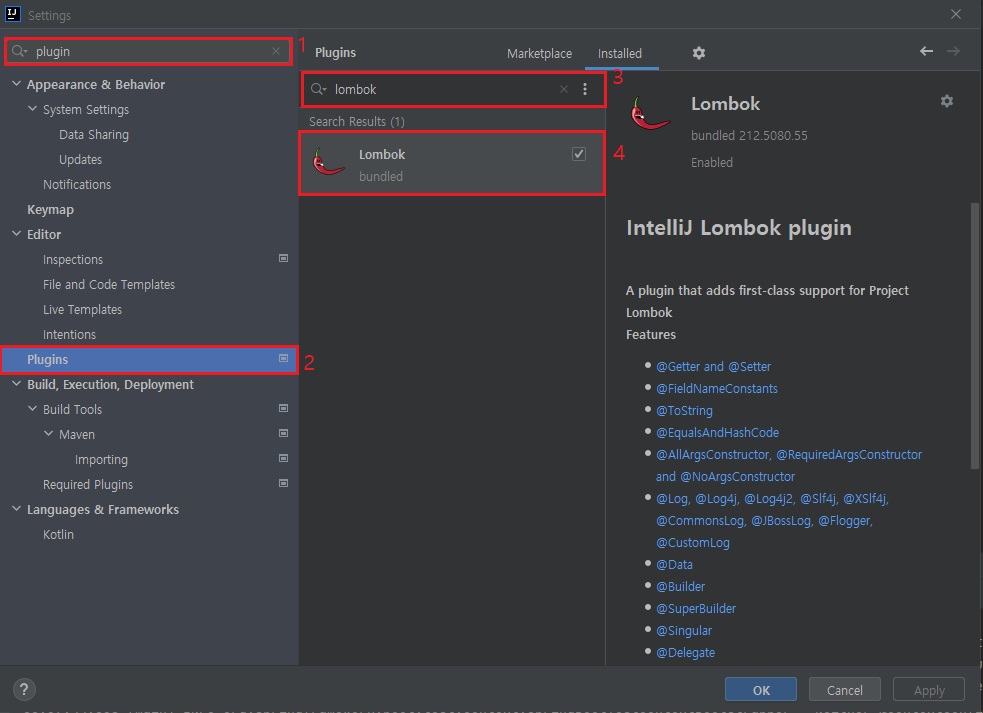 IJ
Settings
plugin
1
Appearance & Behavior
System Settings
Data Sharing
Updates
Notifications
Keymap
Editor
Inspections
File and Code Templates
Live Templates
Intentions
Plugins
2
Build, Execution, Deployment
Build Tools
Maven
Importing
Required Plugins
Languages & Frameworks
Kotlin
Plugins
Marketplace
Installed
lombok
3
Search Results (1)
Lombok
bundled
4
Lombok
bundled 212.5080.55
Enabled
IntelliJ Lombok plugin
A plugin that adds first-class support for Project
Lombok
Features
@Getter and @Setter
@FieldNameConstants
@ToString
@EqualsAndHashCode
@AllArgsConstructor, @RequiredArgsConstructor
and @NoArgsConstructor
@Log, @Log4j, @Log4j2, @Slf4j, @XSlf4j,
@CommonsLog, @JBossLog, @Flogger,
@CustomLog
@Data
@Builder
@SuperBuilder
@Singular
@Delegate
?
OK
Cancel
Apply